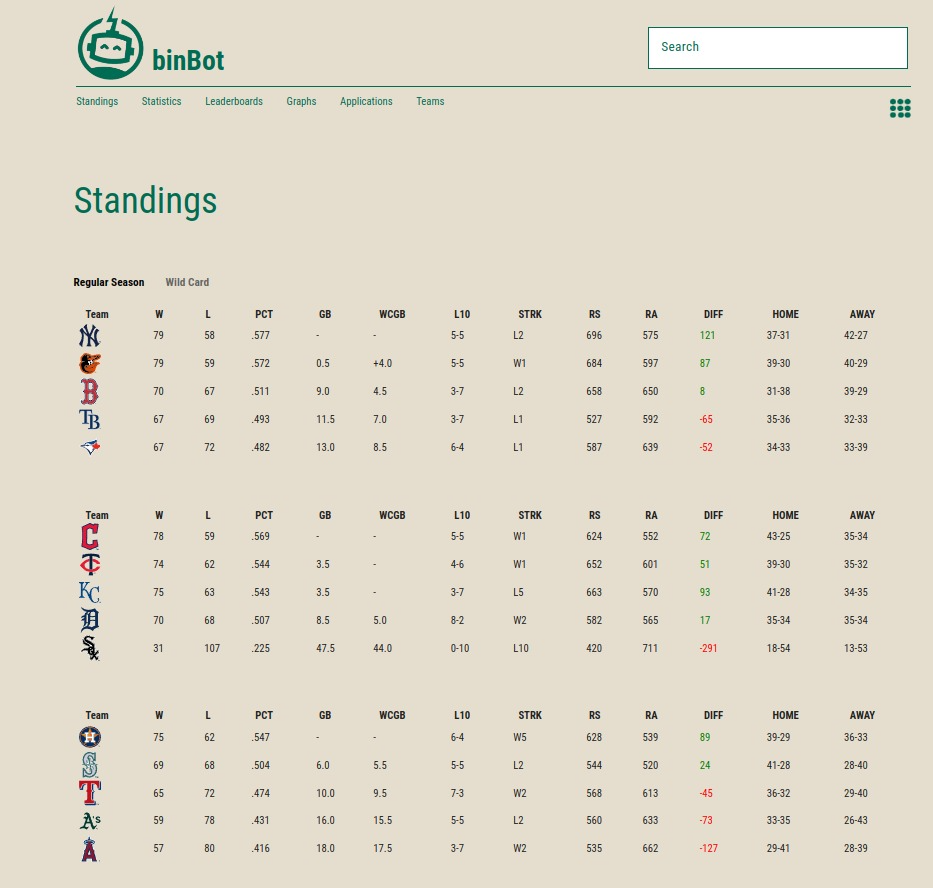 binBot
Search
Standings Statistics Leaderboards Graphs Applications Teams
Standings
Regular Season Wild Card
Team W L PCT GB WCGB L10 STRK RS RA DIFF HOME AWAY
79 58 .577 - - 5-5 L2 696 575 121 37-31 42-27
79 59 .572 0.5 +4.0 5-5 W1 684 597 87 39-30 40-29
B 70 67 .511 9.0 2.0 3-7 L2 658 650 8 31-38 39-29
TB 67 69 .493 11.5 7.0 3-7 L1 527 592 -65 35-36 32-33
67 72 .482 13.0 8.5 6-4 L1 587 639 -52 34-33 33-39
Team W L PCT GB WCGB L10 STRK RS RA DIFF HOME AWAY
C 78 59 .569 - - 5-5 W1 624 552 72 43-25 35-34
TC 74 62 .544 3.5 - 4-6 W1 652 601 51 39-30 35-32
KC 75 63 .543 3.5 - 3-7 L5 663 570 93 41-28 34-35
D 70 68 .507 8.5 5.0 8-2 W2 582 565 17 35-34 35-34
Sox 31 107 .225 47.5 44.0 0-10 L10 420 711 -291 18-54 13-53
Team W L PCT GB WCGB L10 STRK RS RA DIFF HOME AWAY
H 75 62 .547 - - 6-4 W5 628 539 89 39-29 36-33
S 69 68 .504 6.0 5.5 5-5 L2 544 520 24 41-28 28-40
T 65 72 .474 10.0 9.5 7-3 W2 568 613 -45 36-32 29-40
A's 59 78 .431 16.0 15.5 5-5 L2 560 633 -73 33-35 26-43
A 57 80 .416 18.0 17.5 3-7 W2 535 662 -127 29-41 28-39